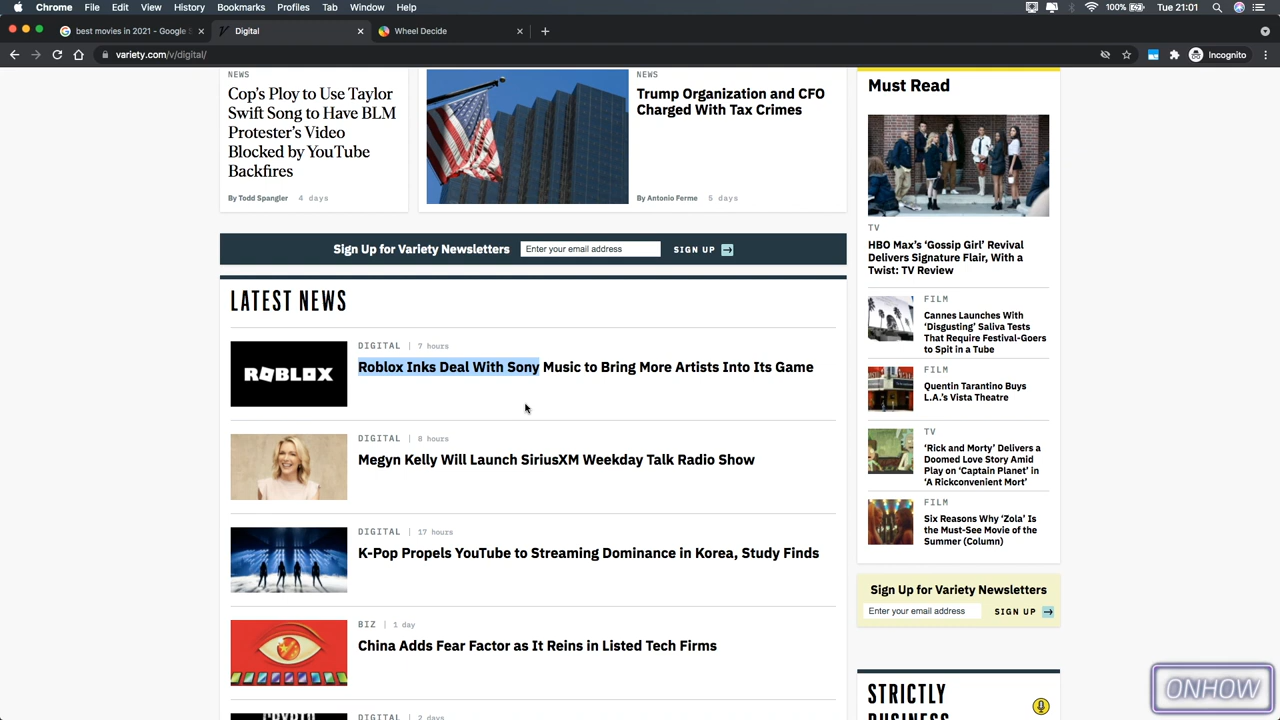 Chrome File Edit View History Bookmarks Profiles Tab Window Help 100% Tue 2
best movies in 2021 - Google S Digital Wheel Decide
variety.com/v/digital/ Incognito
NEWS
Cop's Ploy to Use Taylor
Swift Song to Have BLM
Protester's Video
Blocked by YouTube
Backfires
By Todd Spangler 4 days
NEWS
Trump Organization and CFO
Charged With Tax Crimes
By Antonio Ferme 5 days
Sign Up for Variety Newsletters Enter your email address SIGN UP
LATEST NEWS
DIGITAL | 7 hours
ROBLOX
Roblox Inks Deal With Sony Music to Bring More Artists Into Its Game
DIGITAL | 8 hours
Megyn Kelly Will Launch SiriusXM Weekday Talk Radio Show
DIGITAL | 17 hours
K-Pop Propels YouTube to Streaming Dominance in Korea, Study Finds
BIZ | 1 day
China Adds Fear Factor as It Reins in Listed Tech Firms
DIGITAL | 2 days
Must Read
TV
HBO Max's ‘Gossip Girl’ Revival
Delivers Signature Flair, With a
Twist: TV Review
FILM
Cannes Launches With
‘Disgusting’ Saliva Tests
That Require Festival-Goers
to Spit in a Tube
FILM
Quentin Tarantino Buys
L.A.’s Vista Theatre
TV
‘Rick and Morty’ Delivers a
Doomed Love Story Amid
Play on ‘Captain Planet’ in
‘A Rickconvenient Mort’
FILM
Six Reasons Why ‘Zola’ Is
the Must-See Movie of the
Summer (Column)
Sign Up for Variety Newsletters
Enter your email address SIGN UP
STRICTLY
BUSINESS
ONHOW